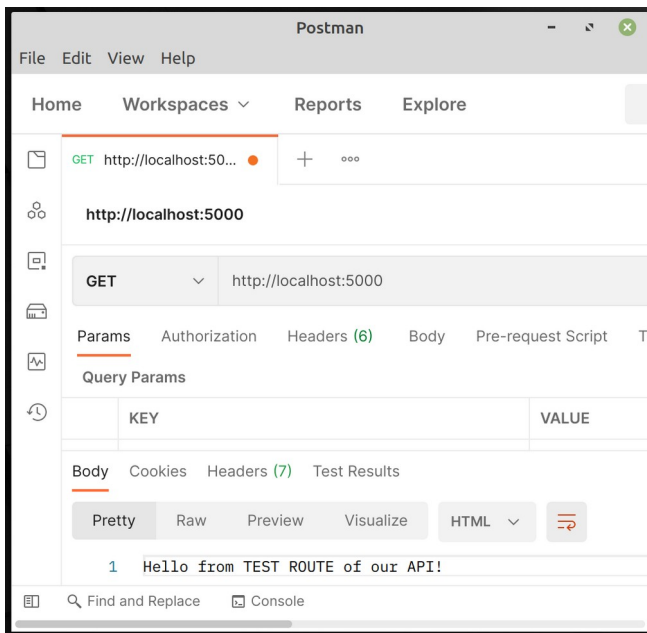 Postman
File Edit View Help
Home Workspaces Reports Explore
GET http://localhost:50...
http://localhost:5000
GET http://localhost:5000
Params Authorization Headers (6) Body Pre-request Script T
Query Params
KEY VALUE
Body Cookies Headers (7) Test Results
Pretty Raw Preview Visualize HTML
1 Hello from TEST ROUTE of our API!
Find and Replace Console